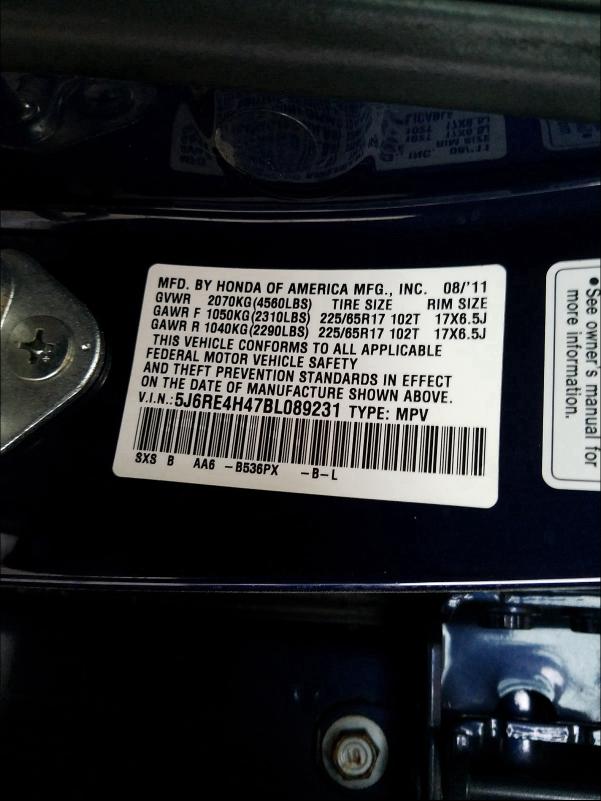 MFD. BY HONDA OF AMERICA MFG., INC. 08/'11
GVWR 2070KG(4560LBS) TIRE SIZE RIM SIZE
GAWR F 1050KG(2310LBS) 225/65R17 102T 17X6.5J
GAWR R 1040KG(2290LBS) 225/65R17 102T 17X6.5J
THIS VEHICLE CONFORMS TO ALL APPLICABLE
FEDERAL MOTOR VEHICLE SAFETY
AND THEFT PREVENTION STANDARDS IN EFFECT
ON THE DATE OF MANUFACTURE SHOWN ABOVE.
V.I.N.:5J6RE4H47BL089231 TYPE: MPV
SXS B AA6 -B536PX -B-L
• See owner's manual for
more information.